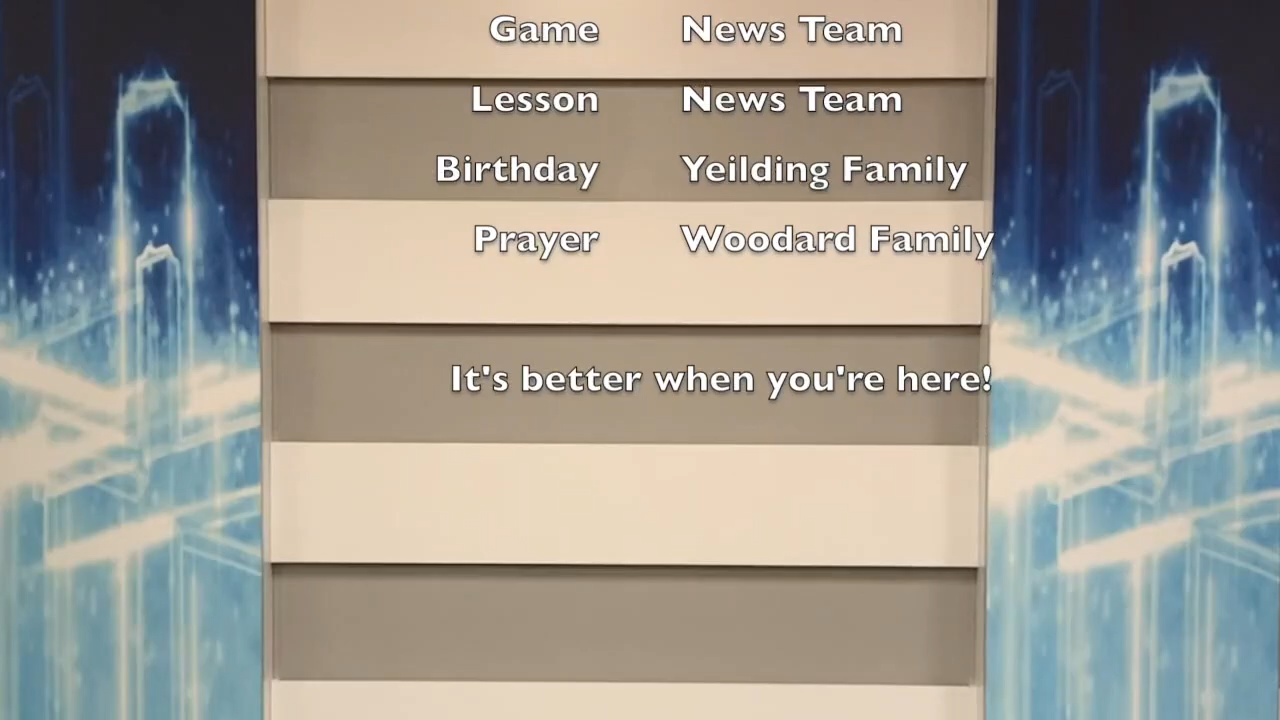 Game News Team
Lesson News Team
Birthday Yeilding Family
Prayer Woodard Family
It's better when you're here!